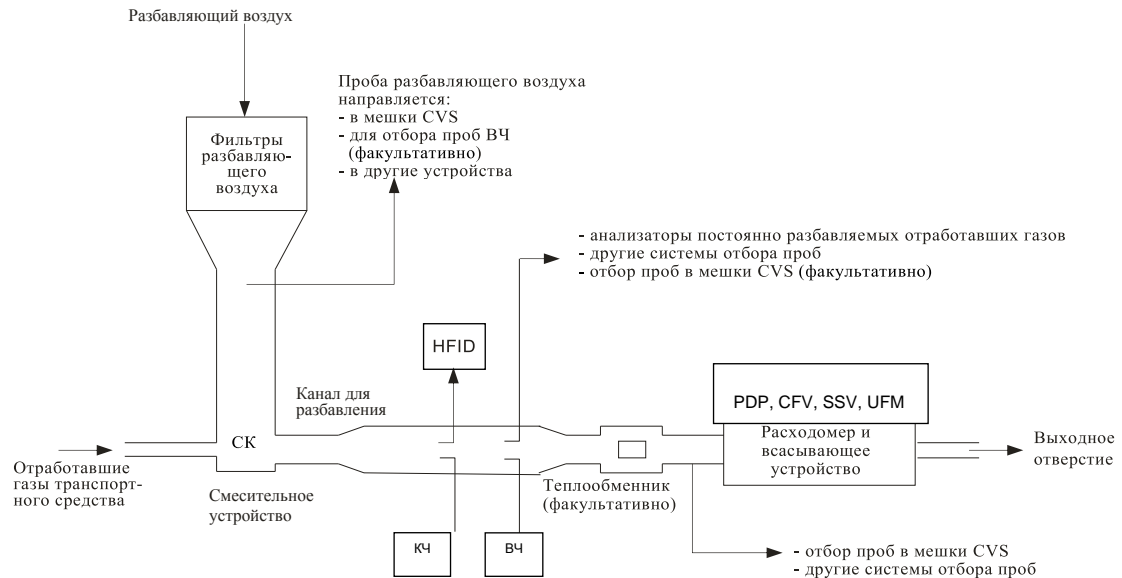 Разбавляющий воздух
Проба разбавляющего воздуха
направляется:
- в мешки CVS
- для отбора проб ВЧ
(факультативно)
- в другие устройства
Фильтры
разбавляю-
щего
воздуха
- анализаторы постоянно разбавляемых отработавших газов
- другие системы отбора проб
- отбор проб в мешки CVS (факультативно)
HFID
Канал для
разбавления
PDP, CFV, SSV, UFM
СК
Расходомер и
всасывающее
устройство
Выходное
отверстие
Отработавшие
газы транспорт-
ного средства
Смесительное
устройство
Теплообменник
(факультативно)
КЧ
ВЧ
- отбор проб в мешки CVS
- другие системы отбора проб